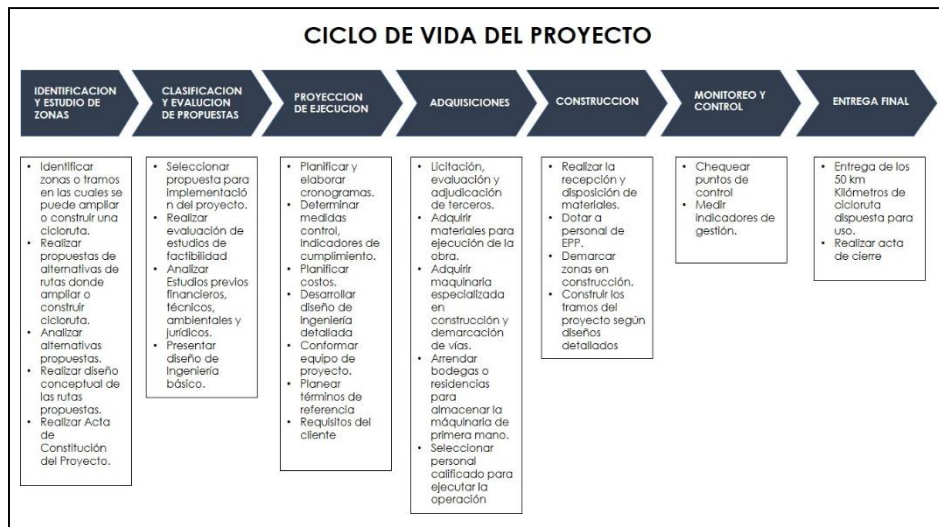 CICLO DE VIDA DEL PROYECTO
IDENTIFICACION
Y ESTUDIO DE
ZONAS
CLASIFICACION
Y EVALUCION
DE PROPUESTAS
PROYECCION
DE EJECUCION
ADQUISICIONES
CONSTRUCCION
MONITOREO Y
CONTROL
ENTREGA FINAL
• Identificar
zonas o tramos
en las cuales se
puede ampliar
o construir una
cicloruta.
• Realizar
propuestas de
alternativas de
rutas donde
ampliar o
construir
cicloruta.
• Analizar
alternativas
propuestas.
• Realizar diseño
conceptual de
las rutas
propuestas.
• Realizar Acta
de
Constitución
del Proyecto.
• Seleccionar
propuesta para
implementació
n del proyecto.
• Realizar
evaluación de
estudios de
factibilidad
• Analizar
Estudios previos
financieros,
técnicos,
ambientales y
jurídicos.
• Presentar
diseño de
Ingeniería
básico.
• Planificar y
elaborar
cronogramas.
• Determinar
medidas
control,
Indicadores de
cumplimiento.
• Planificar
costos.
• Desarrollar
diseño de
ingeniería
detallada
• Conformar
equipo de
proyecto.
• Planear
términos de
referencia
• Requisitos del
cliente
• Licitación,
evaluación y
adjudicación de
terceros.
• Adquirir
materiales para
ejecución de la
obra.
• Adquirir
maquinaria
especializada
en
construcción y
demarcación
de vías.
• Arrendar
bodegas o
residencias
para
almacenar la
máquinaria de
primera mano.
• Seleccionar
personal
calificado para
ejecutar la
operación
• Realizar la
recepción y
disposición de
materiales.
• Dotar a
personal de
EPP.
• Demarcar
zonas en
construcción.
• Construir los
tramos del
proyecto según
diseños
detallados
• Chequear
puntos de
control
• Medir
indicadores de
gestión.
• Entrega de los
50 km
Kilómetros de
cicloruta
dispuesta para
uso.
• Realizar acta
de cierre